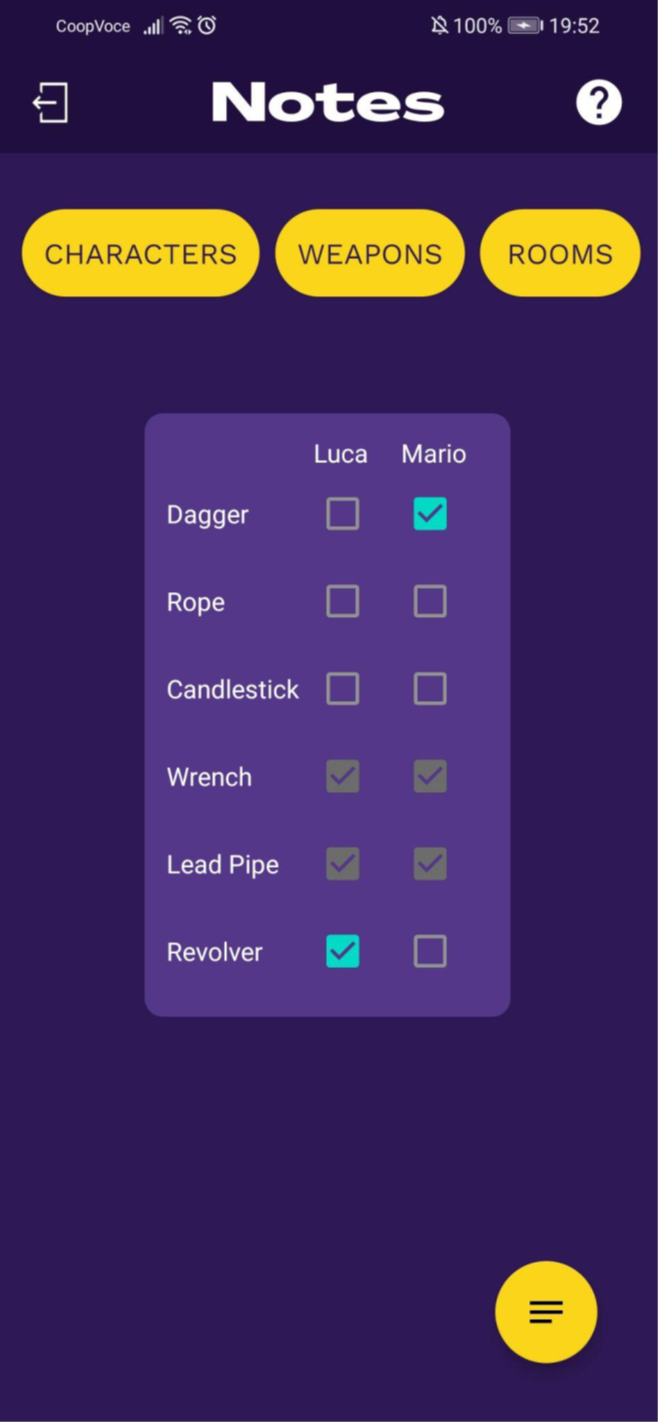 CoopVoce 100% 19:52
Notes ?
CHARACTERS WEAPONS ROOMS
Luca Mario
Dagger
Rope
Candlestick
Wrench
Lead Pipe
Revolver